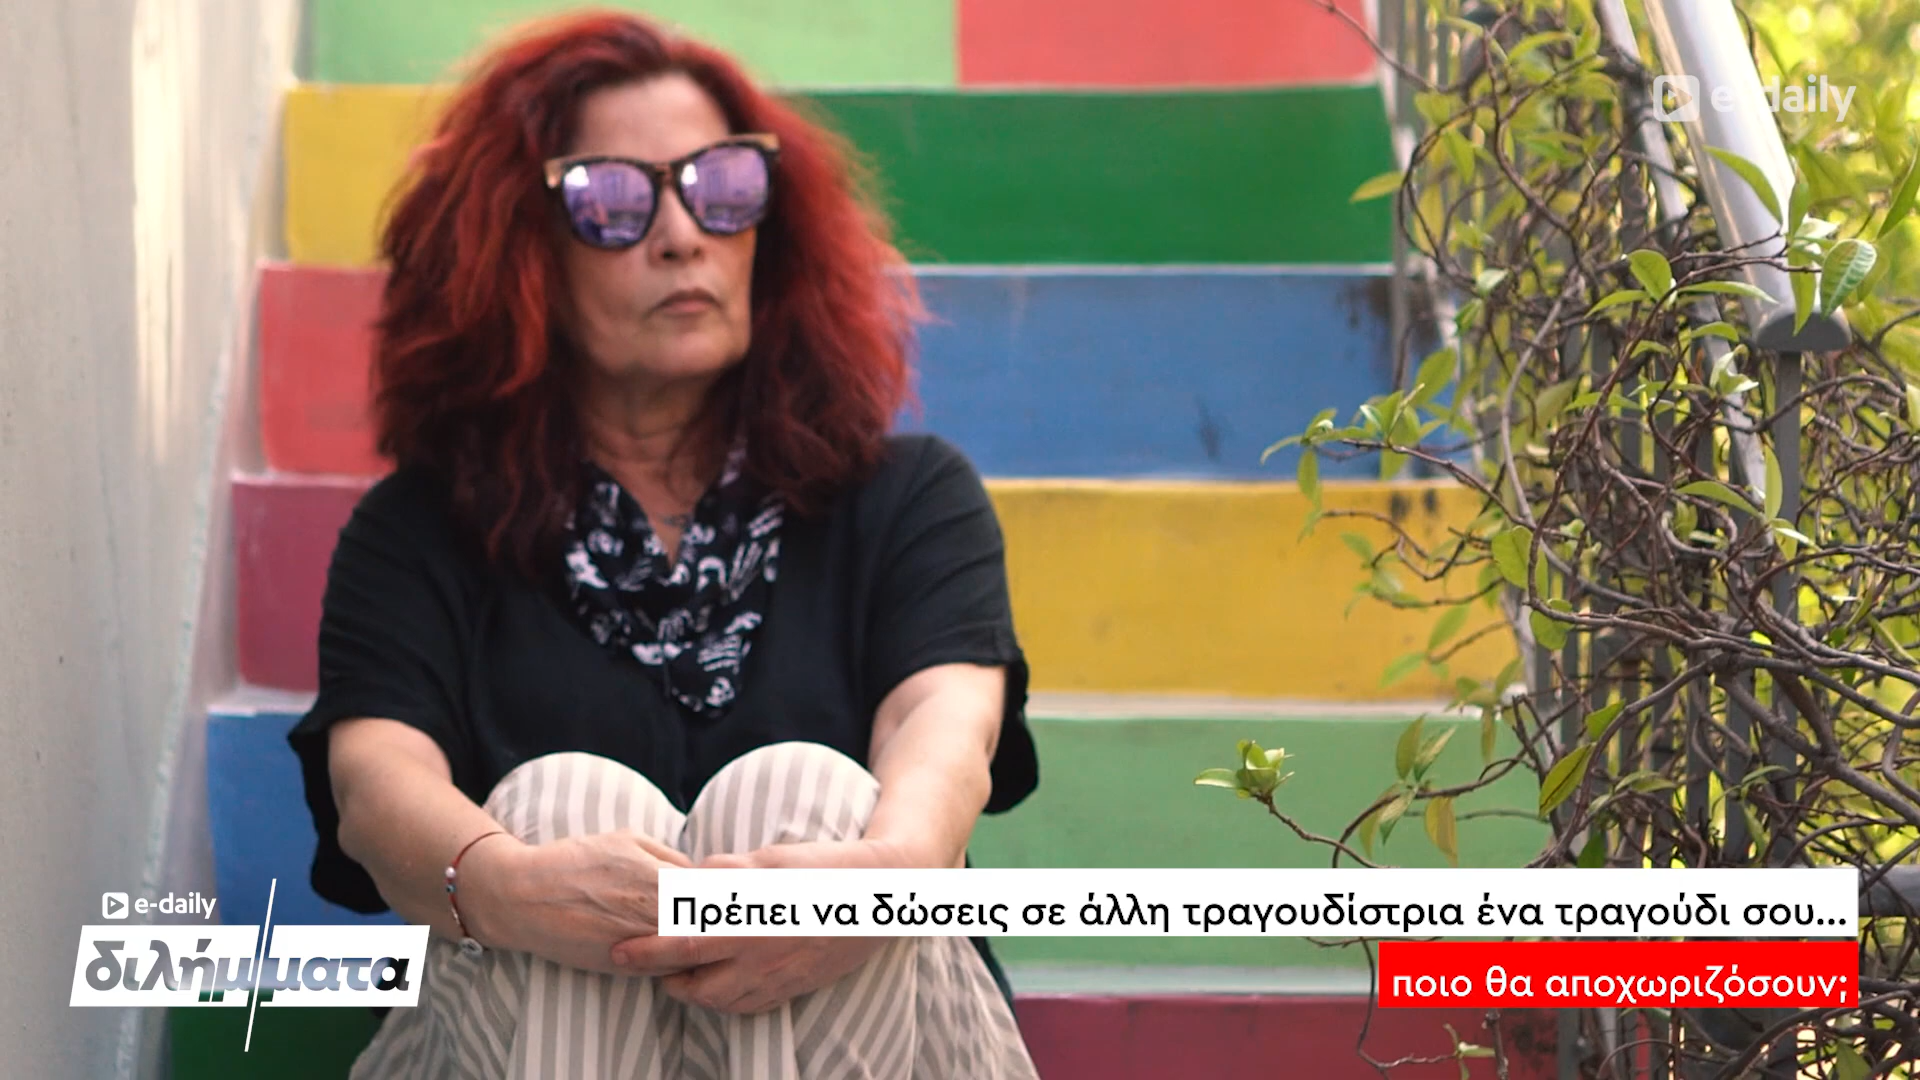 e-daily
e-daily
διλήμματα
Πρέπει να δώσεις σε άλλη τραγουδίστρια ένα τραγούδι σου...
ποιο θα αποχωριζόσουν;